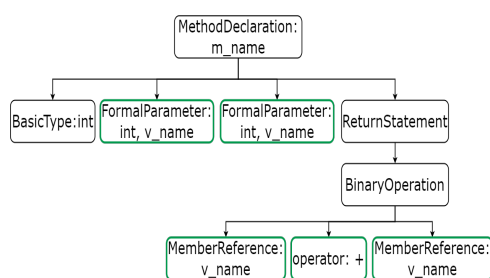 MethodDeclaration:
m_name
BasicType:int
FormalParameter:
int, v_name
FormalParameter:
int, v_name
ReturnStatement
BinaryOperation
MemberReference:
v_name
operator: +
MemberReference:
v_name